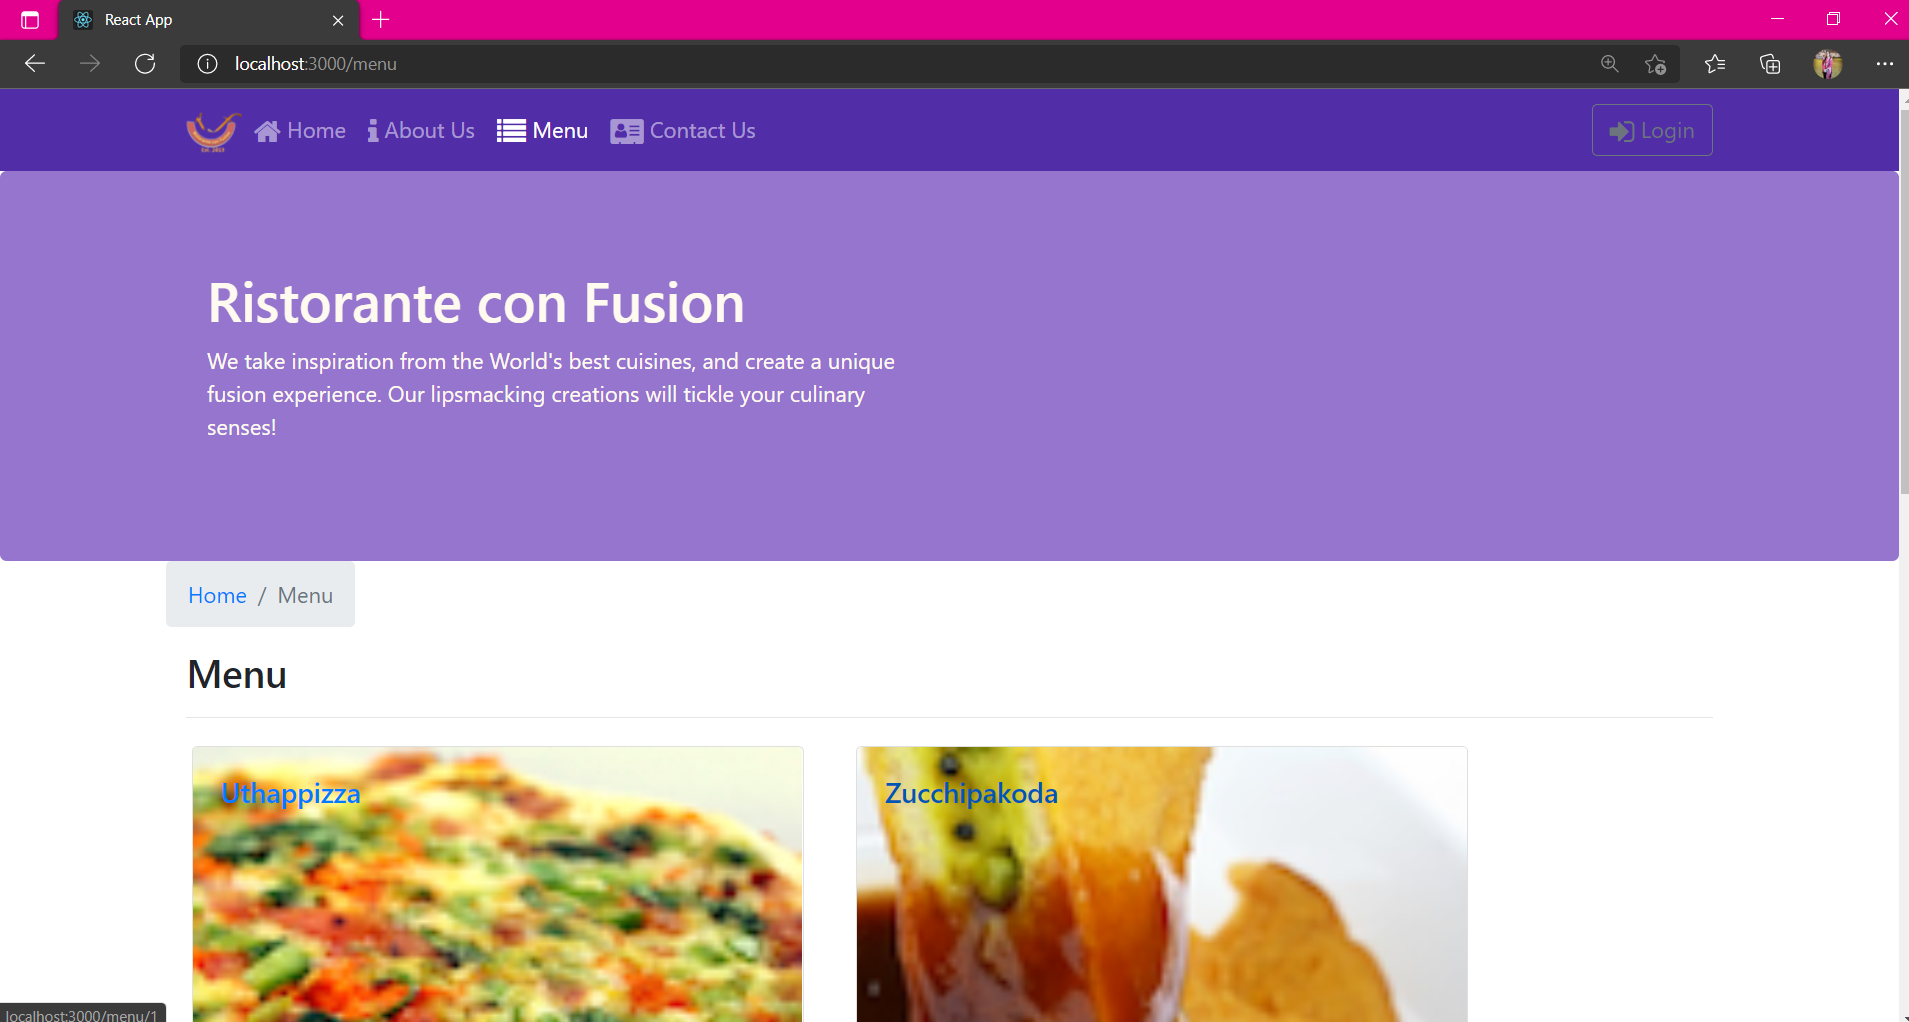 React App
localhost:3000/menu
Home About Us Menu Contact Us Login
Ristorante con Fusion
We take inspiration from the World's best cuisines, and create a unique
fusion experience. Our lipsmacking creations will tickle your culinary
senses!
Home / Menu
Menu
Uthappizza
Zucchipakoda
localhost:3000/menu/1